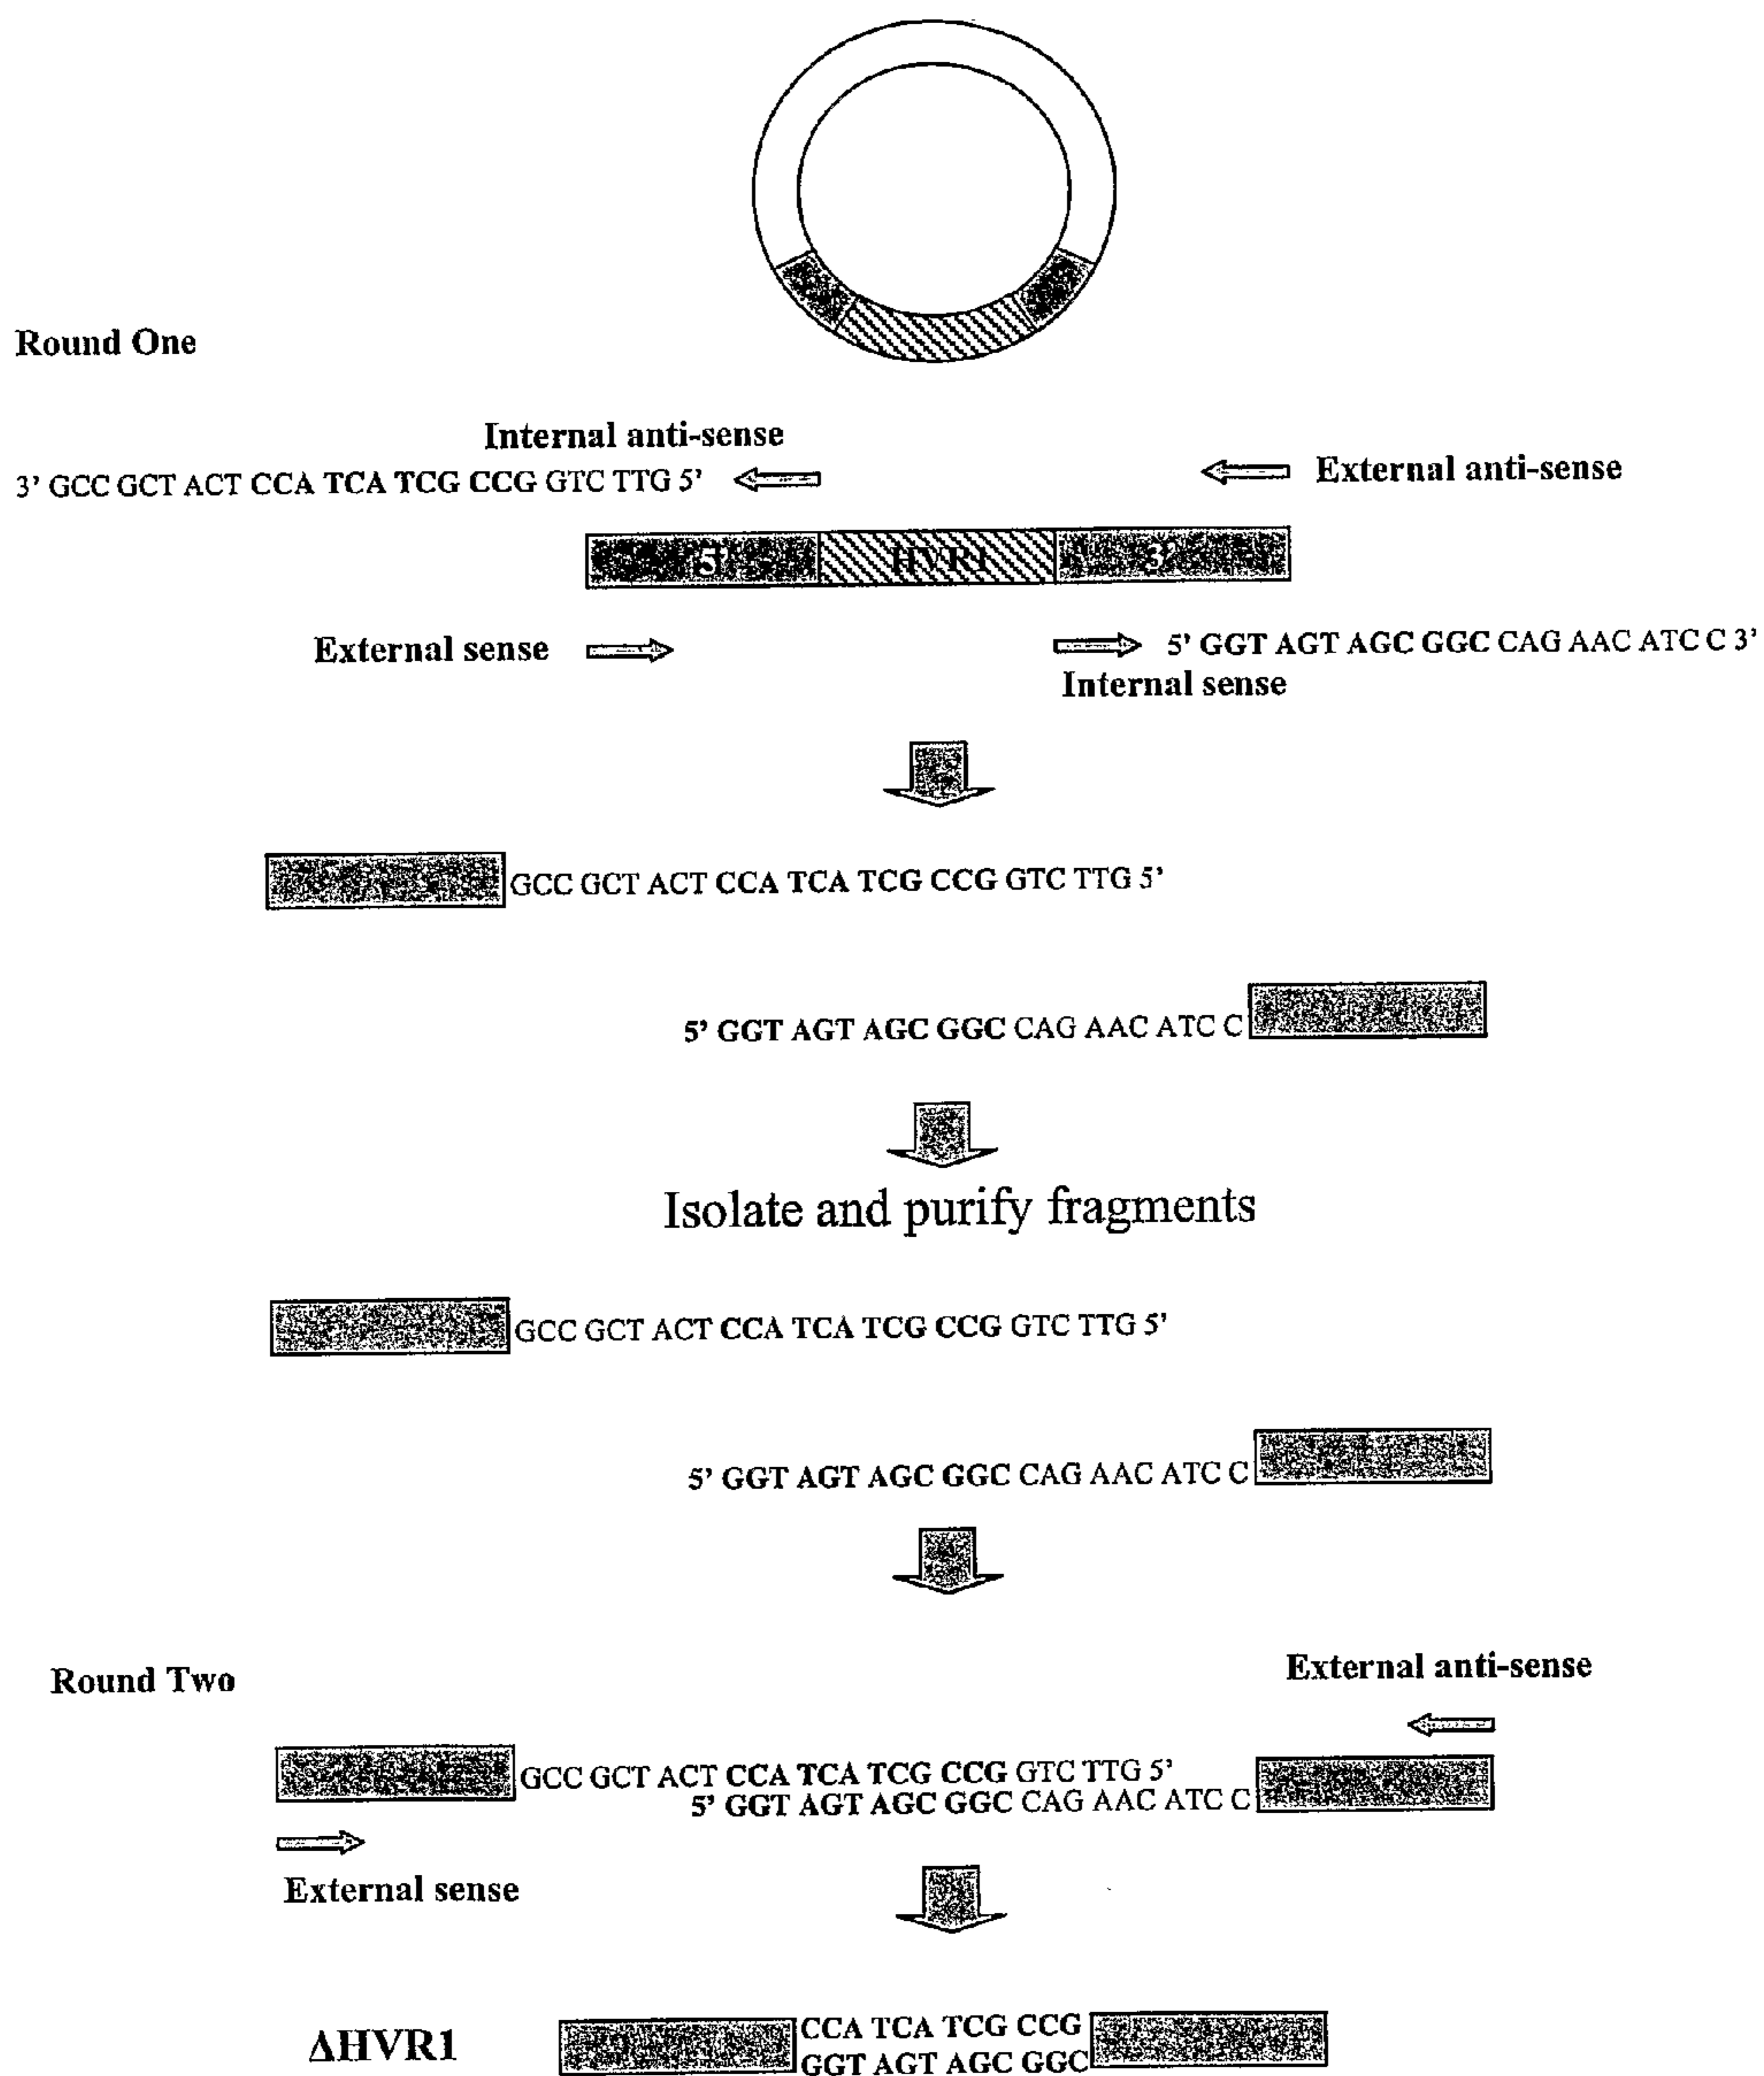 Round One
Internal anti-sense
3' GCC GCT ACT CCA TCA TCG CCG GTC TTG 5'
External anti-sense
5' HVR1 3'
External sense
5' GGT AGT AGC GGC CAG AAC ATC C 3'
Internal sense
GCC GCT ACT CCA TCA TCG CCG GTC TTG 5'
5' GGT AGT AGC GGC CAG AAC ATC C
Isolate and purify fragments
GCC GCT ACT CCA TCA TCG CCG GTC TTG 5'
5' GGT AGT AGC GGC CAG AAC ATC C
Round Two
External anti-sense
GCC GCT ACT CCA TCA TCG CCG GTC TTG 5'
5' GGT AGT AGC GGC CAG AAC ATC C
External sense
ΔHVR1
CCA TCA TCG CCG
GGT AGT AGC GGC